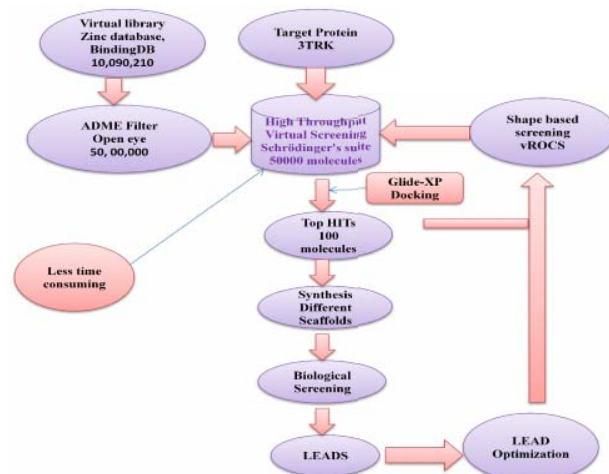 Virtual library
Zinc database,
BindingDB
10,090,210
Target Protein
3TRK
ADME Filter
Open eye
50, 00,000
High Throughput
Virtual Screening
Schrödinger's suite
50000 molecules
Shape based
screening
vROCS
Glide-XP
Docking
Top HITs
100
molecules
Less time
consuming
Synthesis
Different
Scaffolds
Biological
Screening
LEADS
LEAD
Optimization